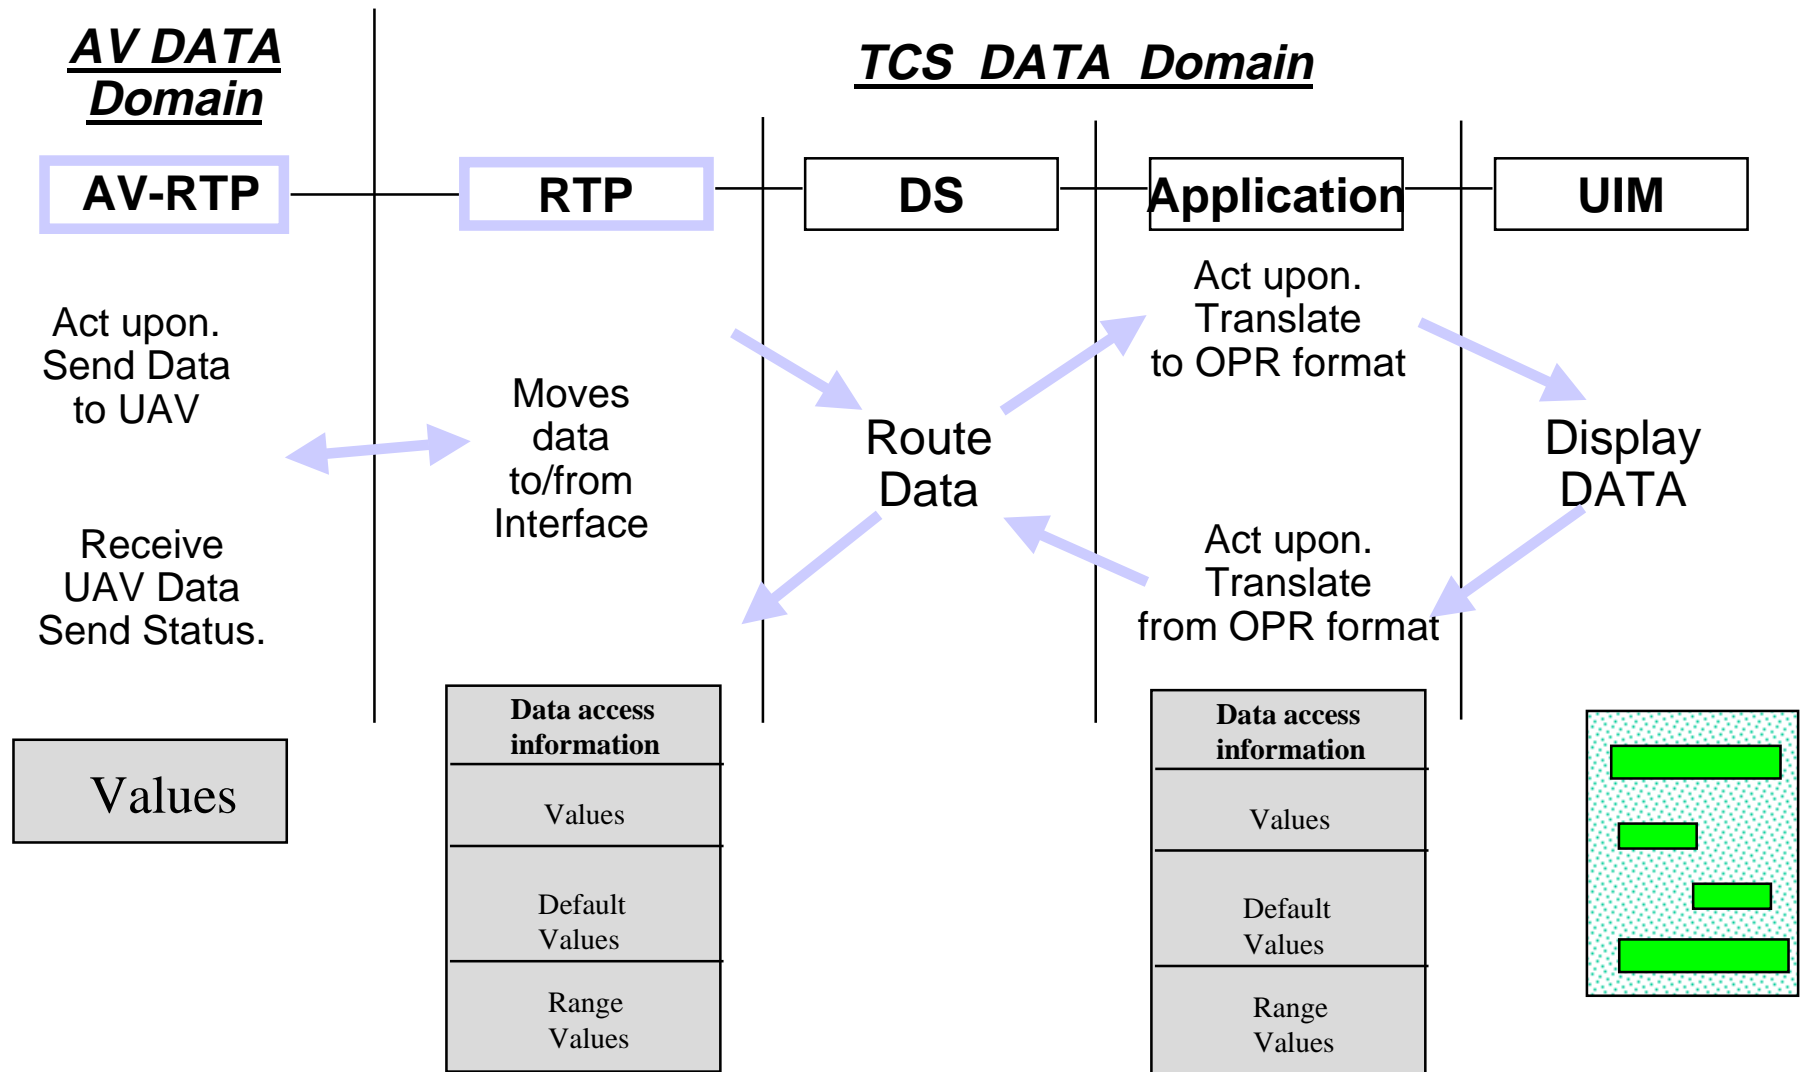 AV DATA
Domain
TCS DATA Domain
AV-RTP
RTP
DS
Application
UIM
Act upon.
Send Data
to UAV
Receive
UAV Data
Send Status.
Moves
data
to/from
Interface
Route
Data
Act upon.
Translate
to OPR format
Act upon.
Translate
from OPR format
Display
DATA
Values
Data access
information
Values
Default
Values
Range
Values
Data access
information
Values
Default
Values
Range
Values